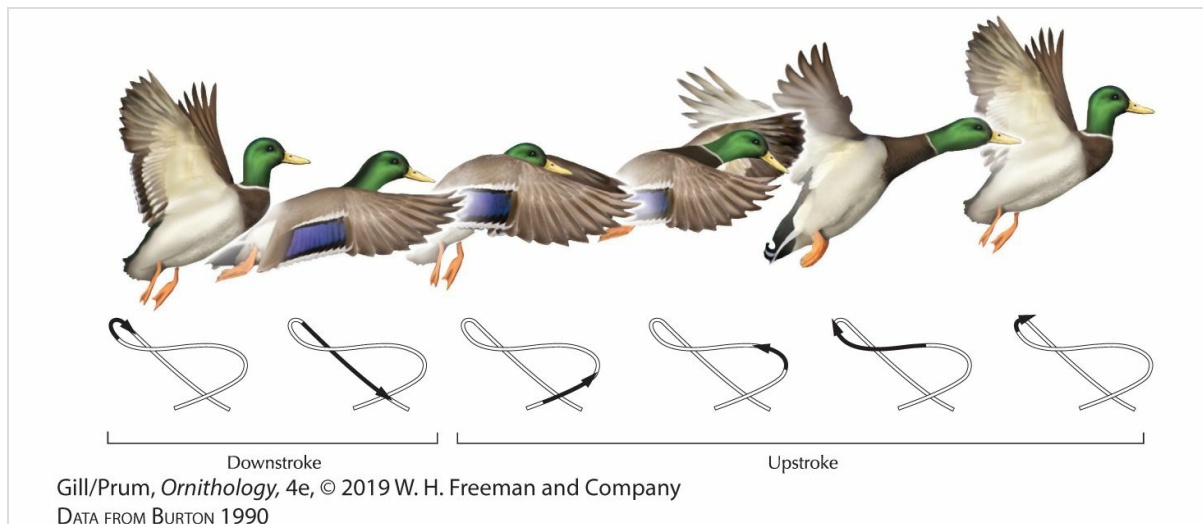 Downstroke
Upstroke
Gill/Prum, Ornithology, 4e, © 2019 W. H. Freeman and Company
DATA FROM BURTON 1990